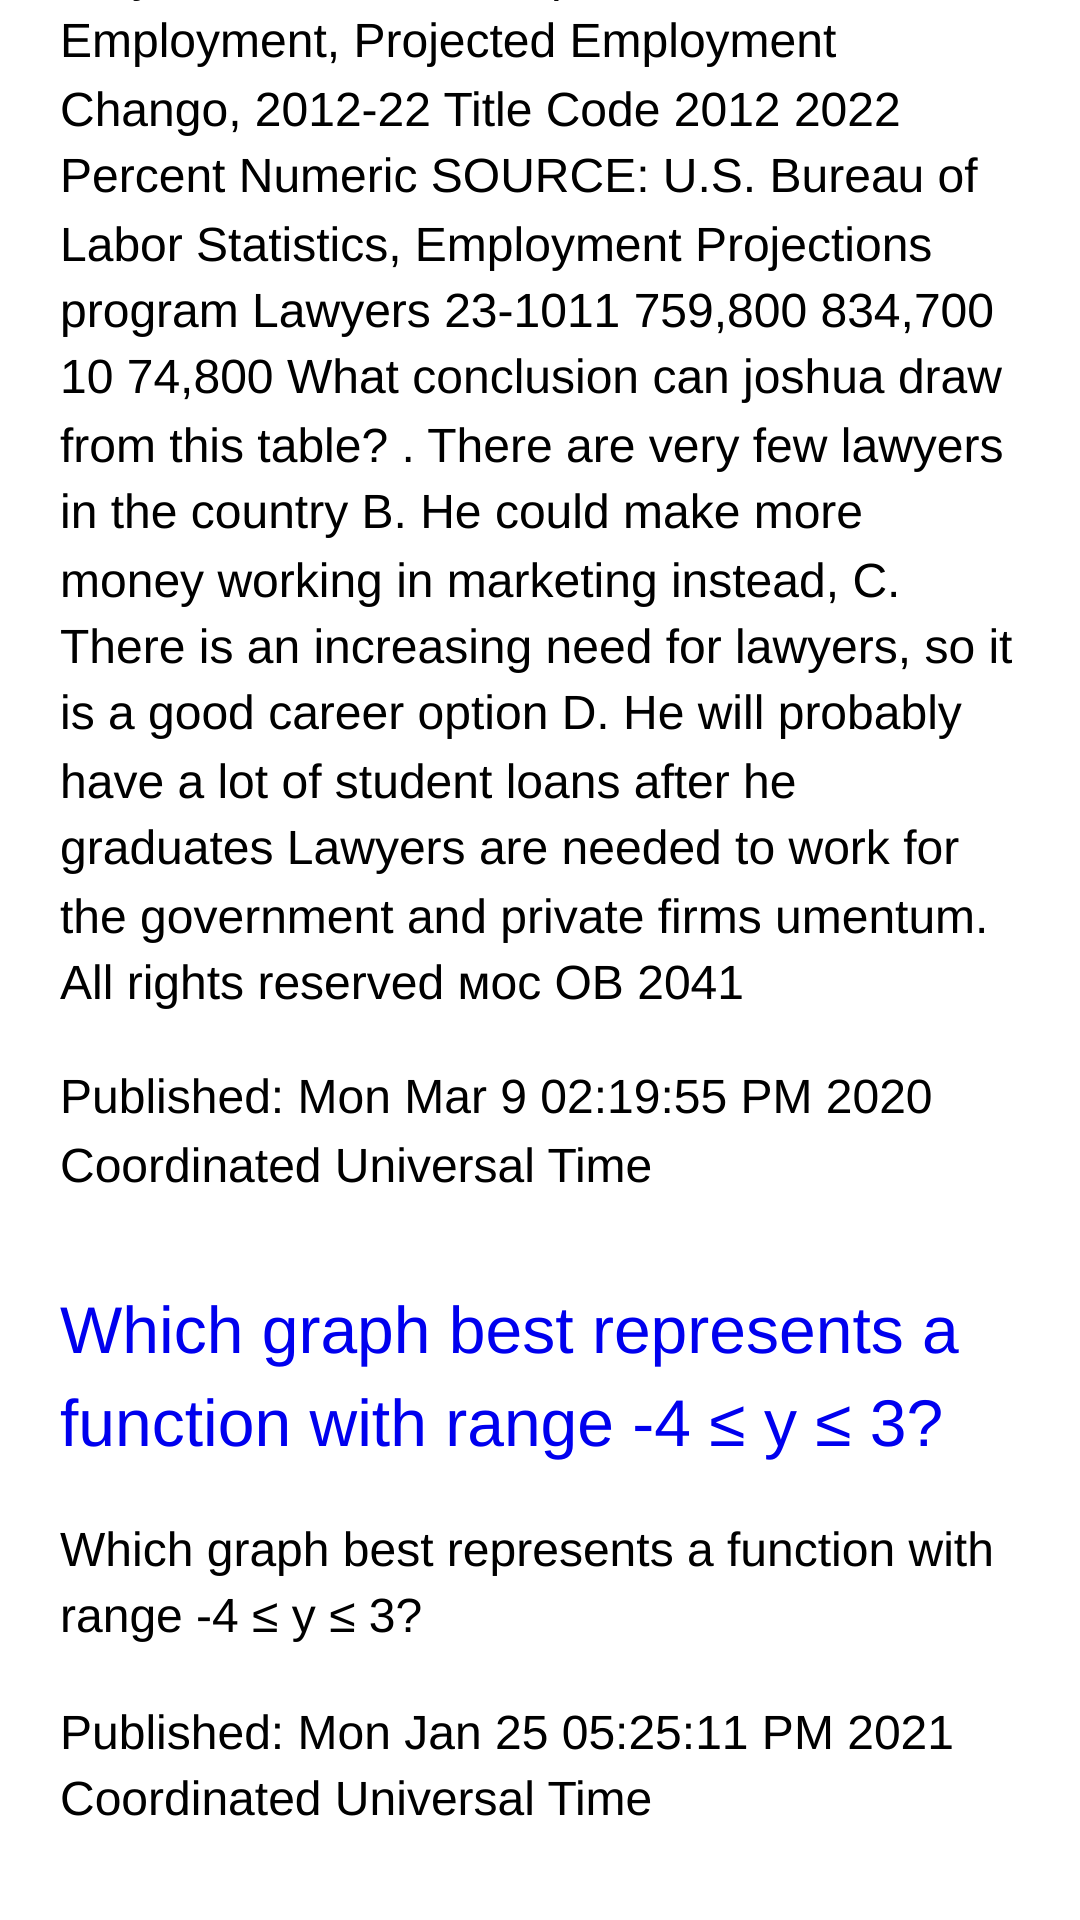 Employment, Projected Employment
Chango, 2012-22 Title Code 2012 2022
Percent Numeric SOURCE: U.S. Bureau of
Labor Statistics, Employment Projections
program Lawyers 23-1011 759,800 834,700
10 74,800 What conclusion can joshua draw
from this table? . There are very few lawyers
in the country B. He could make more
money working in marketing instead, C.
There is an increasing need for lawyers, so it
is a good career option D. He will probably
have a lot of student loans after he
graduates Lawyers are needed to work for
the government and private firms umentum.
All rights reserved мос OB 2041
Published: Mon Mar 9 02:19:55 PM 2020
Coordinated Universal Time
Which graph best represents a
function with range -4 ≤ y ≤ 3?
Which graph best represents a function with
range -4 ≤ y ≤ 3?
Published: Mon Jan 25 05:25:11 PM 2021
Coordinated Universal Time